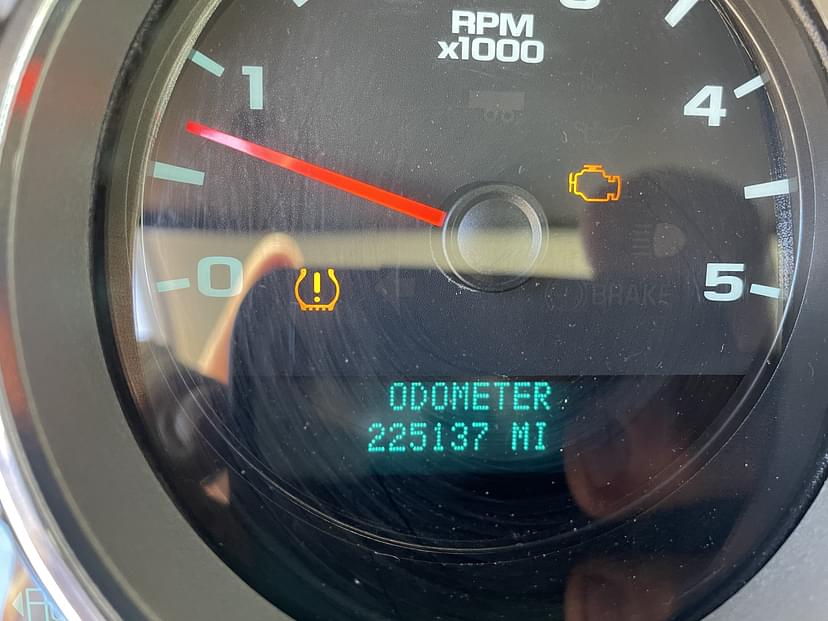 RPM
x1000
1
4
0
5
BRAKE
ODOMETER
225137 MI